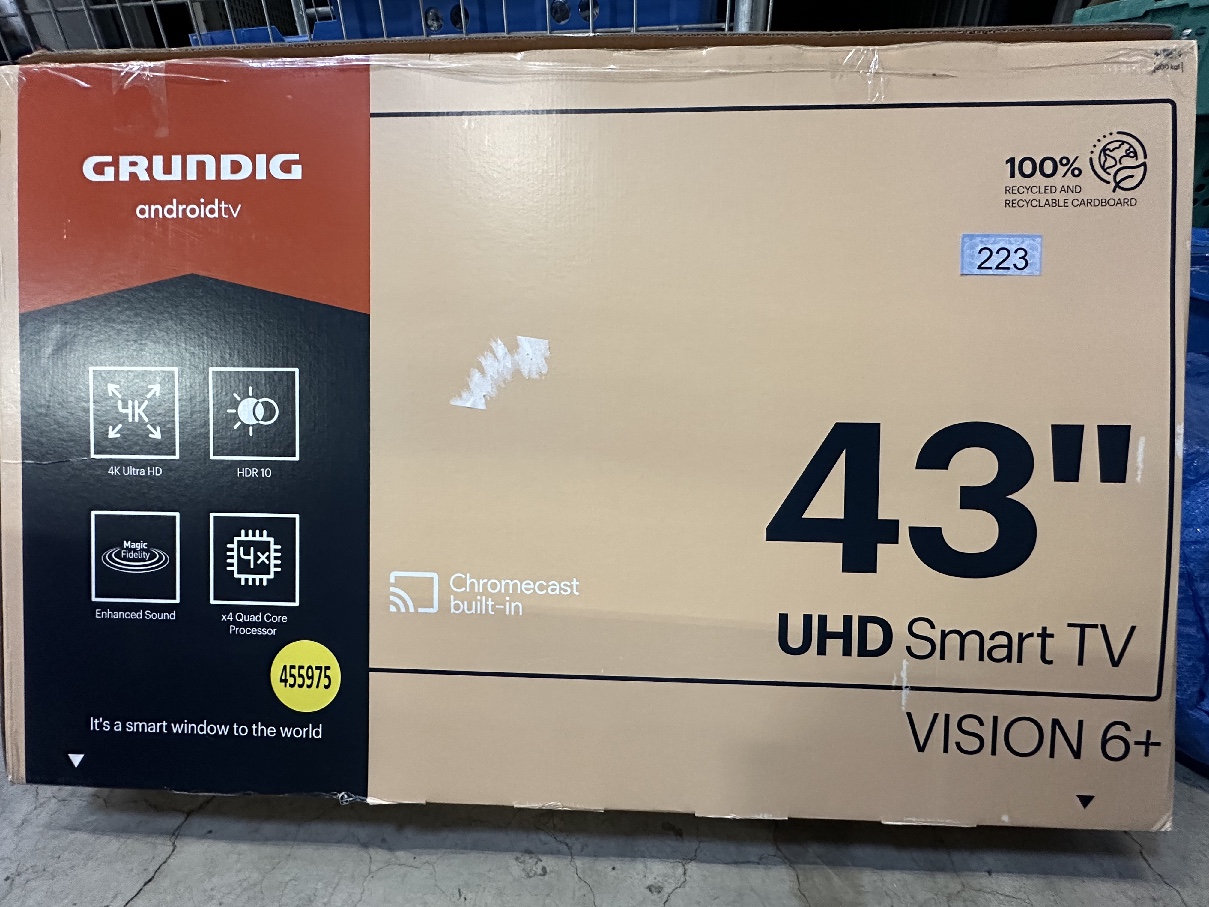 GRUNDIG
androidtv
4K
4K Ultra HD
HDR 10
Magic
Fidelity
Enhanced Sound
4x
x4 Quad Core
Processor
455975
It's a smart window to the world
100%
RECYCLED AND
RECYCLABLE CARDBOARD
223
Chromecast
built-in
43"
UHD Smart TV
VISION 6+